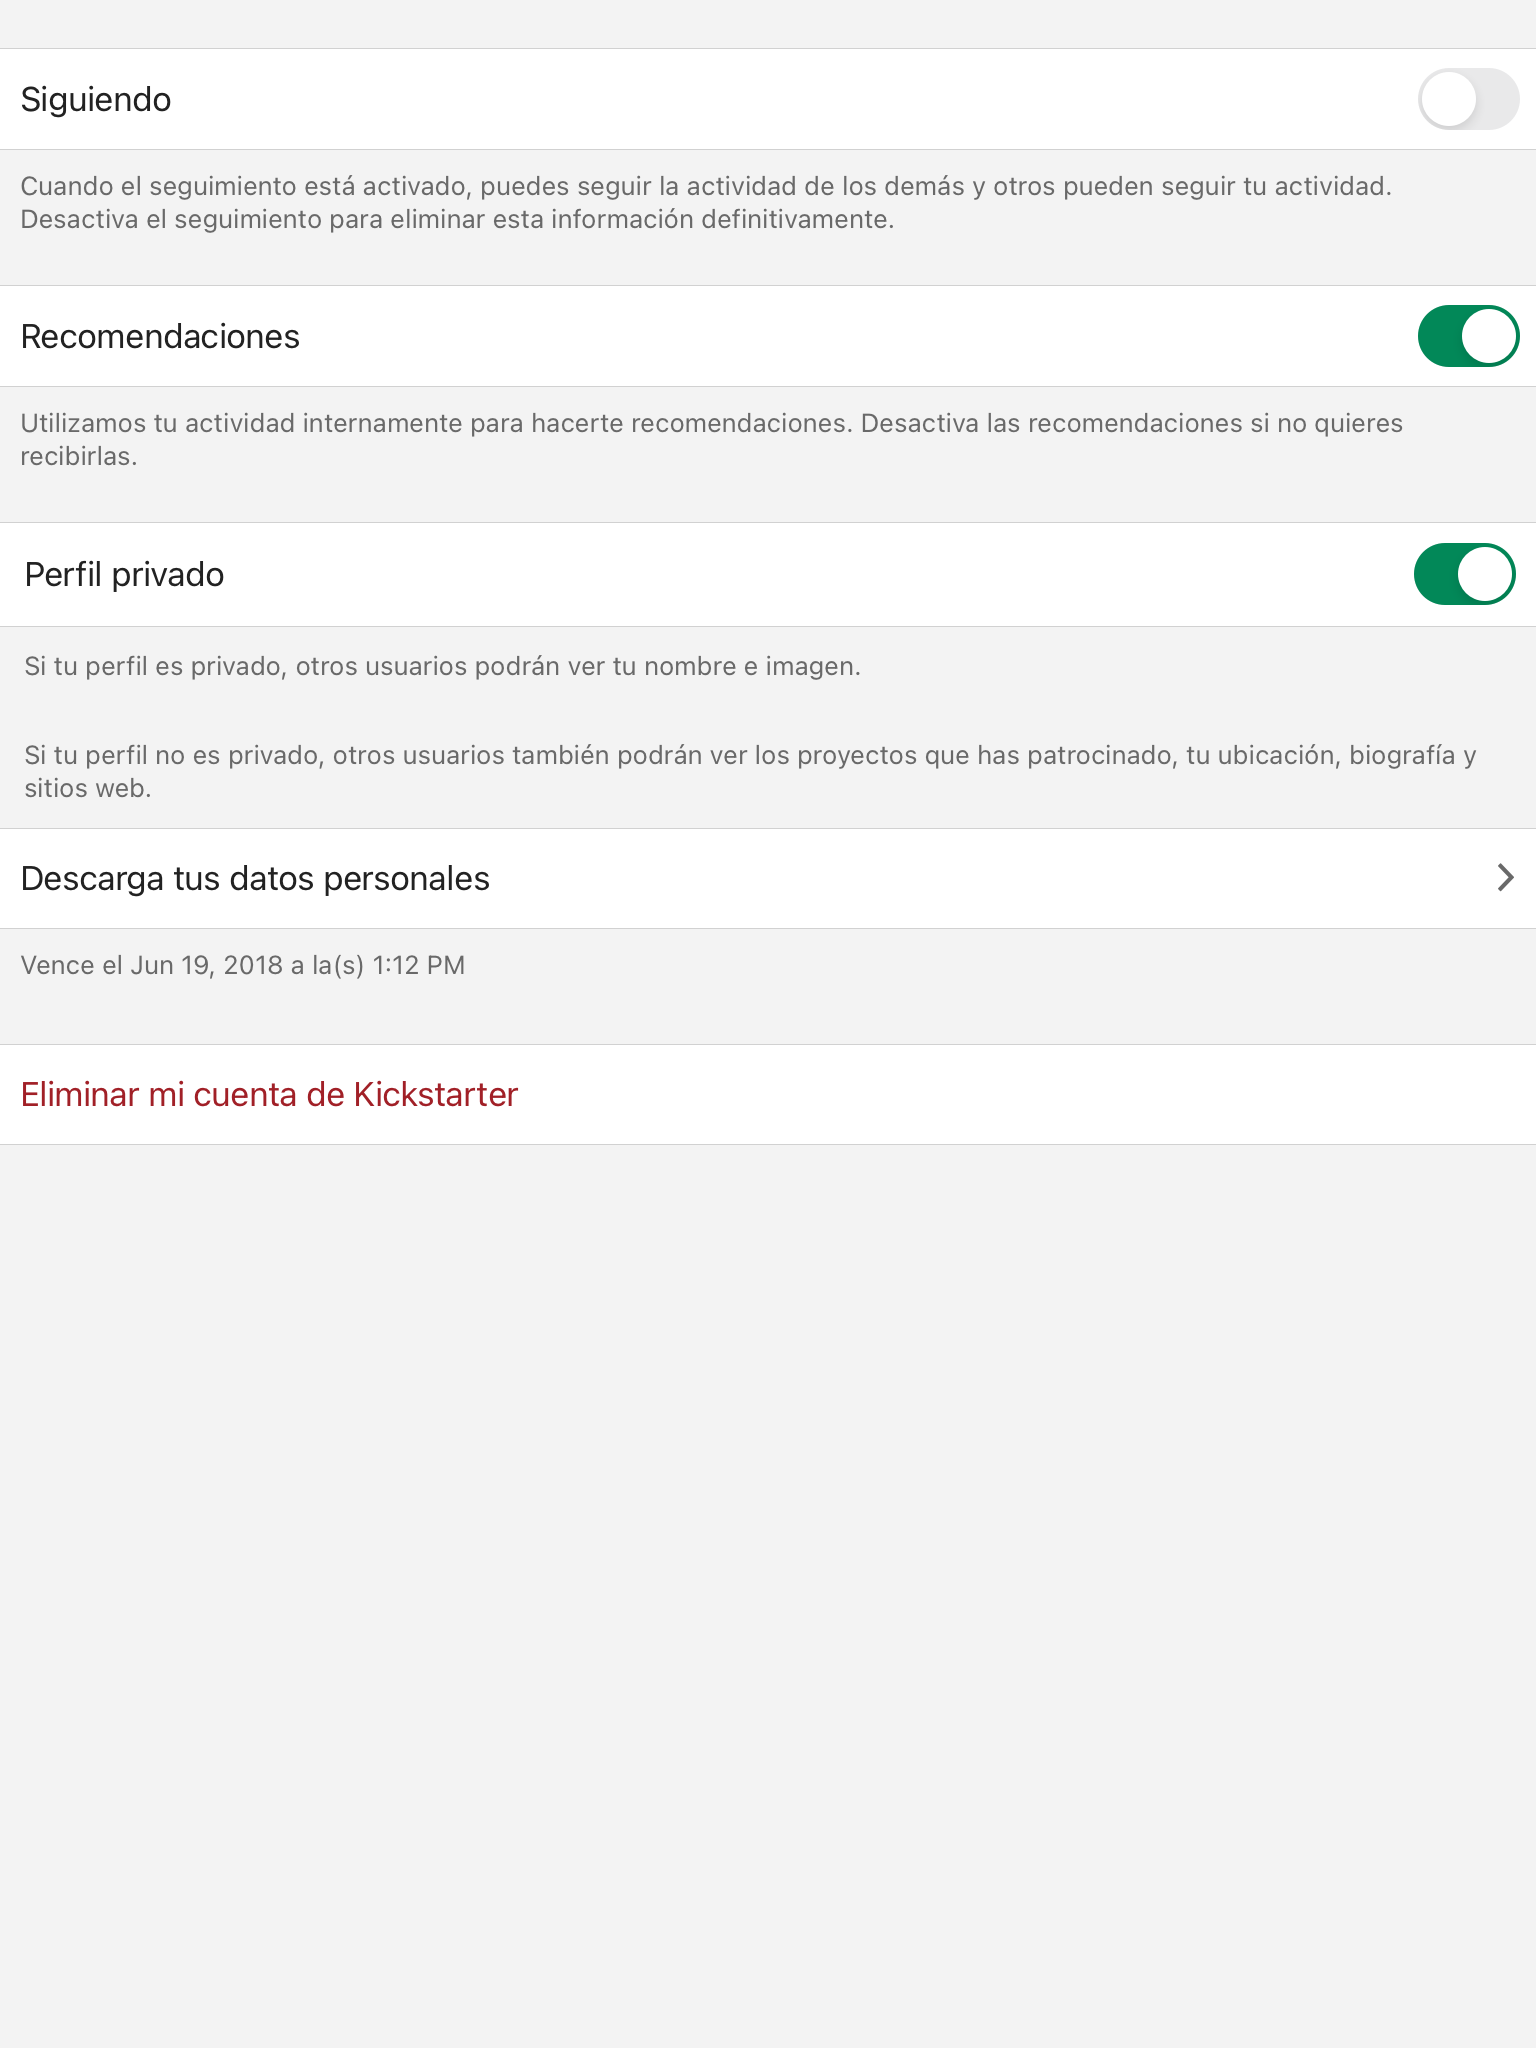 Siguiendo
Cuando el seguimiento está activado, puedes seguir la actividad de los demás y otros pueden seguir tu actividad.
Desactiva el seguimiento para eliminar esta información definitivamente.
Recomendaciones
Utilizamos tu actividad internamente para hacerte recomendaciones. Desactiva las recomendaciones si no quieres
recibirlas.
Perfil privado
Si tu perfil es privado, otros usuarios podrán ver tu nombre e imagen.
Si tu perfil no es privado, otros usuarios también podrán ver los proyectos que has patrocinado, tu ubicación, biografía y
sitios web.
Descarga tus datos personales
Vence el Jun 19, 2018 a la(s) 1:12 PM
Eliminar mi cuenta de Kickstarter